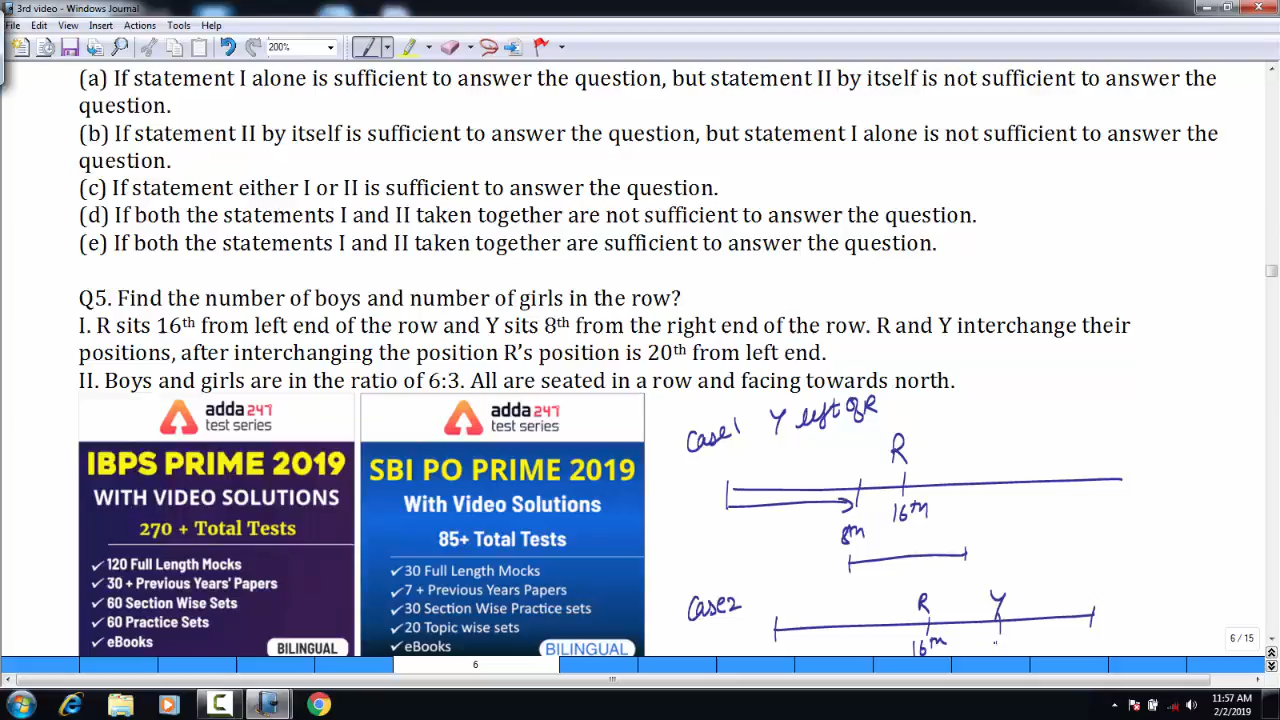 3rd video - Windows Journal
File Edit View Insert Actions Tools Help
200%
(a) If statement I alone is sufficient to answer the question, but statement II by itself is not sufficient to answer the
question.
(b) If statement II by itself is sufficient to answer the question, but statement I alone is not sufficient to answer the
question.
(c) If statement either I or II is sufficient to answer the question.
(d) If both the statements I and II taken together are not sufficient to answer the question.
(e) If both the statements I and II taken together are sufficient to answer the question.
Q5. Find the number of boys and number of girls in the row?
I. R sits 16th from left end of the row and Y sits 8th from the right end of the row. R and Y interchange their
positions, after interchanging the position R's position is 20th from left end.
II. Boys and girls are in the ratio of 6:3. All are seated in a row and facing towards north.
adda247
test series
IBPS PRIME 2019
WITH VIDEO SOLUTIONS
270 + Total Tests
✓120 Full Length Mocks
✓30 + Previous Years' Papers
✓60 Section Wise Sets
✓60 Practice Sets
✓eBooks
BILINGUAL
adda247
test series
SBI PO PRIME 2019
With Video Solutions
85+ Total Tests
✓30 Full Length Mocks
✓7 + Previous Years Papers
✓30 Section Wise Practice sets
✓20 Topic wise sets
✓eBooks
BILINGUAL
Case1 Y left of R
R
16th
8th
Case2
R Y
16th
6 / 15
6
11:57 AM
2/2/2019